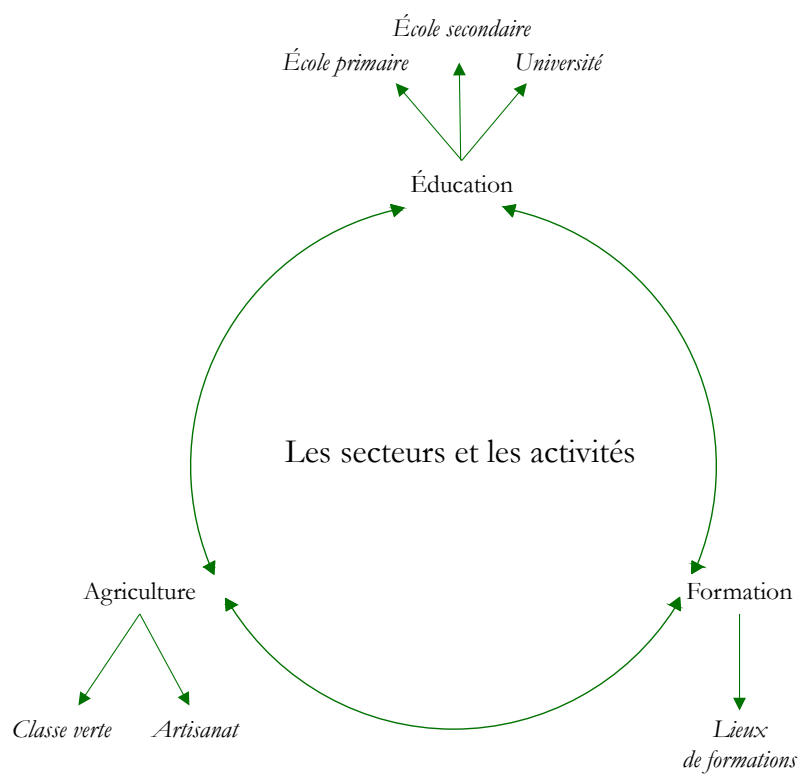 École secondaire
École primaire
Université
Éducation
Les secteurs et les activités
Agriculture
Formation
Classe verte
Artisanat
Lieux
de formations